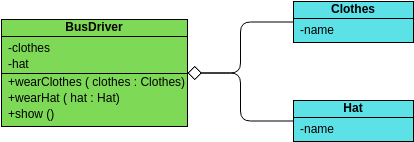 BusDriver
-clothes
-hat
+wearClothes ( clothes : Clothes)
+wearHat ( hat : Hat)
+show ()
Clothes
-name
Hat
-name